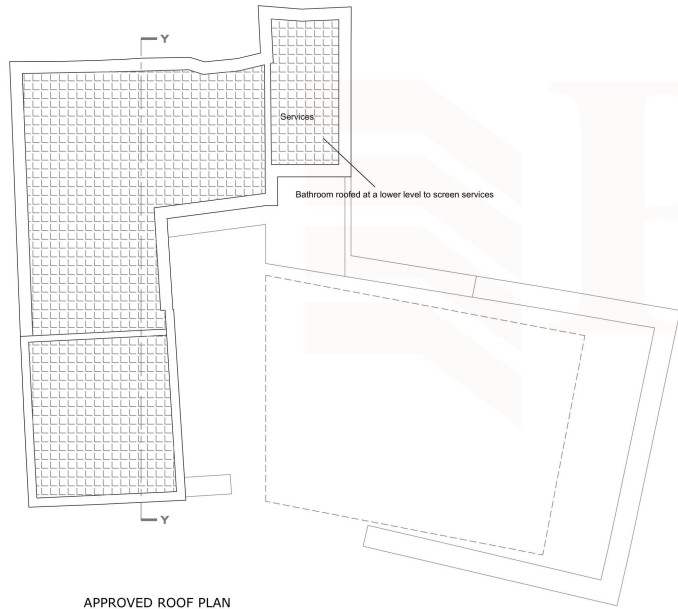 Y
Services
Bathroom roofed at a lower level to screen services
Y
APPROVED ROOF PLAN